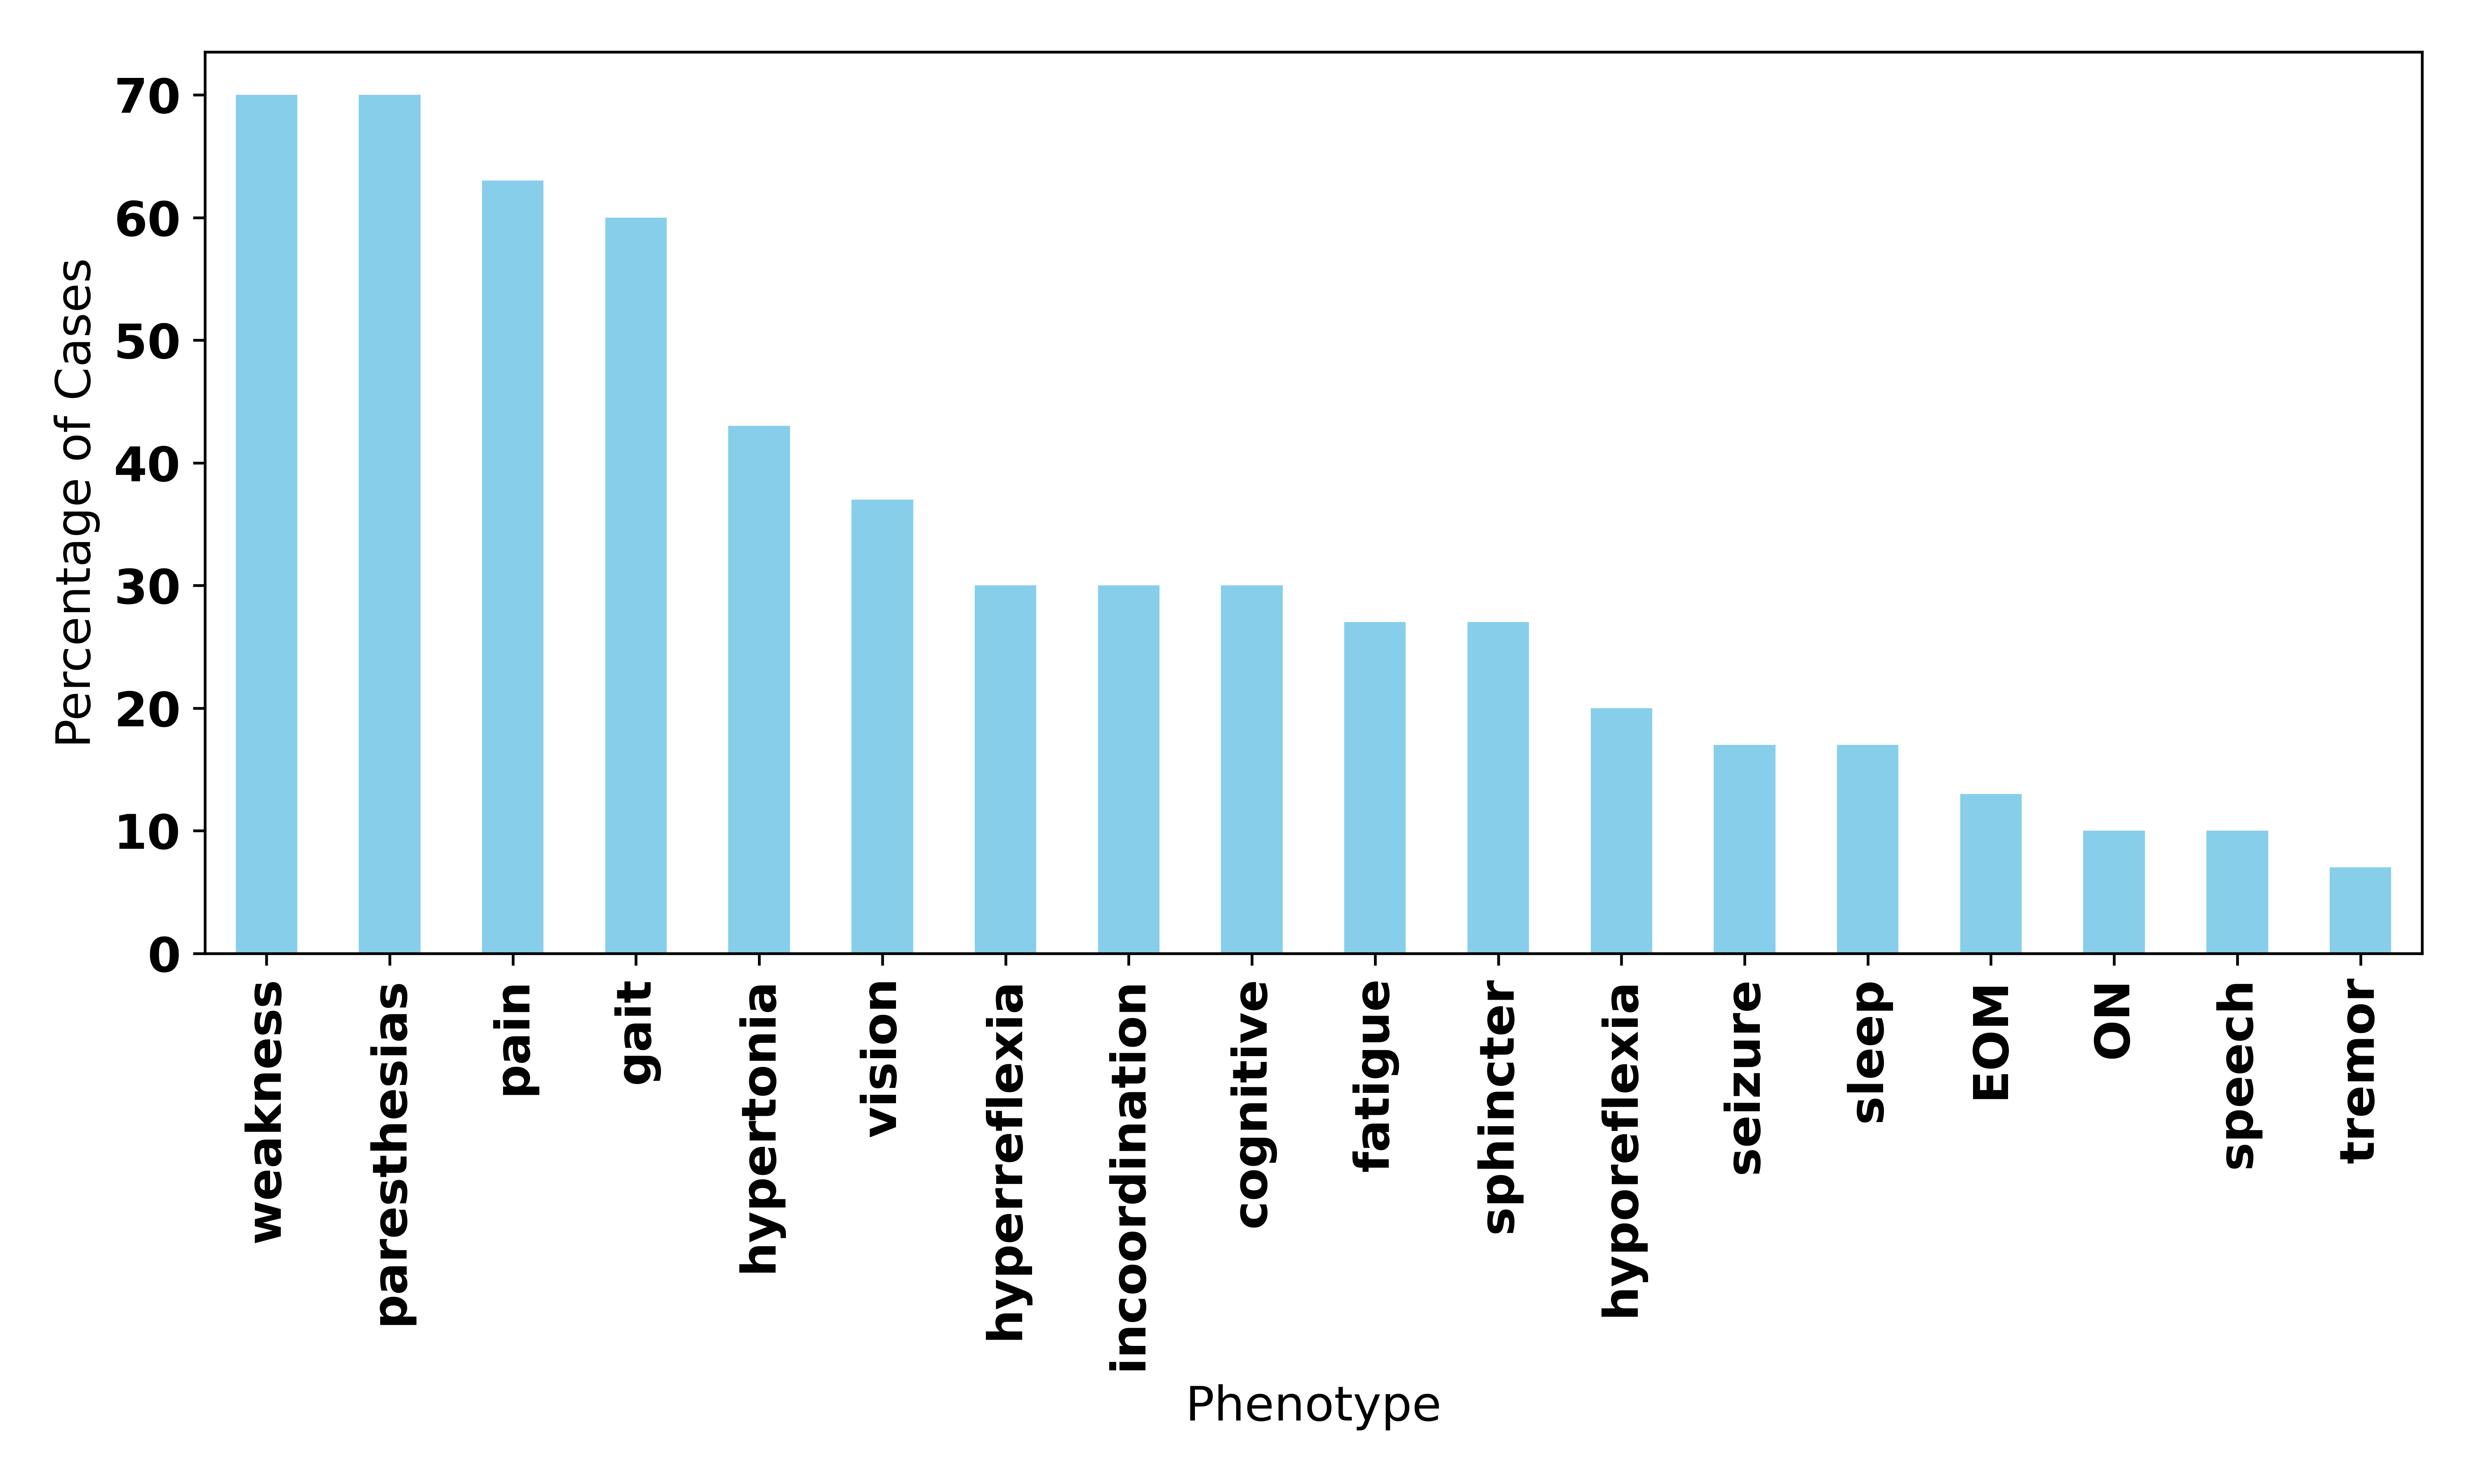 Percentage of Cases
70
60
50
40
30
20
10
0
weakness
paresthesias
pain
gait
hypertonia
vision
hyperreflexia
incoordination
cognitive
fatigue
sphincter
hyporeflexia
seizure
sleep
EOM
ON
speech
tremor
Phenotype